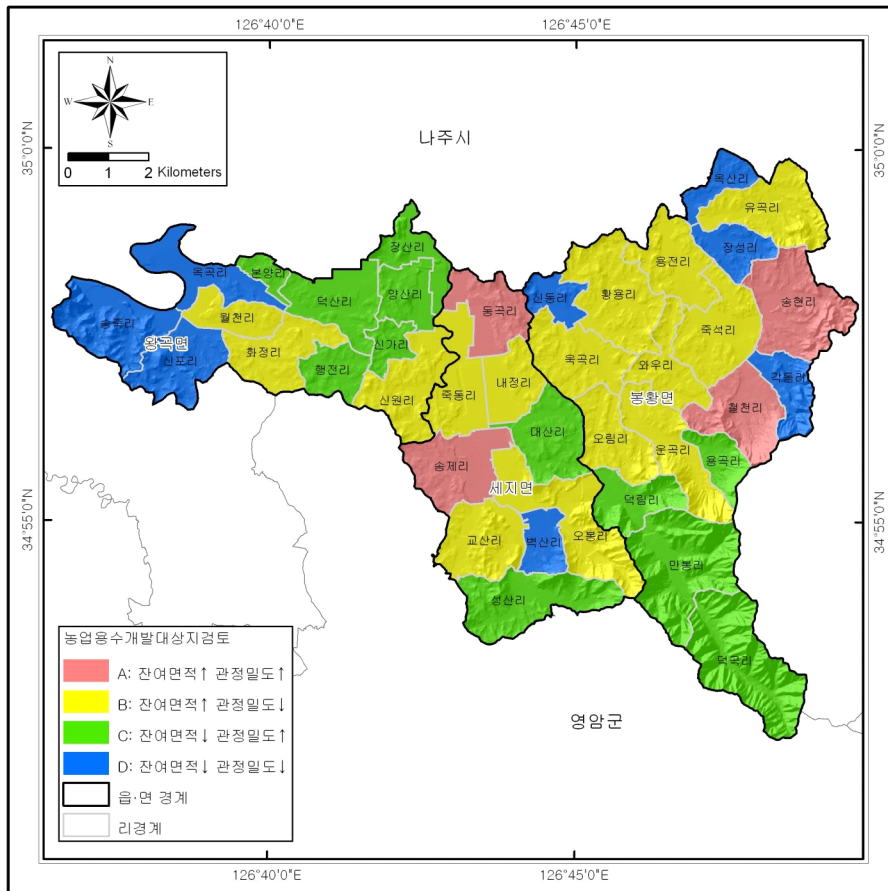 126°40'0"E
126°45'0"E
N
W
E
S
0 1 2 Kilometers
나주시
35°0'0"N
35°0'0"N
옥산리
유곡리
장성리
용전리
송현리
장산리
본양리
옥곡리
덕산리
양산리
동곡리
신동리
황용리
죽석리
송죽리
월천리
왕곡면
신포리
화정리
신가리
행전리
욱곡리
와우리
각동리
내정리
죽동리
신원리
봉황면
철천리
대산리
오림리
운곡리
용곡리
송제리
세지면
덕림리
34°55'0"N
34°55'0"N
교산리
벽산리
오봉리
만봉리
성산리
덕곡리
영암군
농업용수개발대상지검토
A: 잔여면적↑ 관정밀도↑
B: 잔여면적↑ 관정밀도↓
C: 잔여면적↓ 관정밀도↑
D: 잔여면적↓ 관정밀도↓
읍·면 경계
리경계
126°40'0"E
126°45'0"E